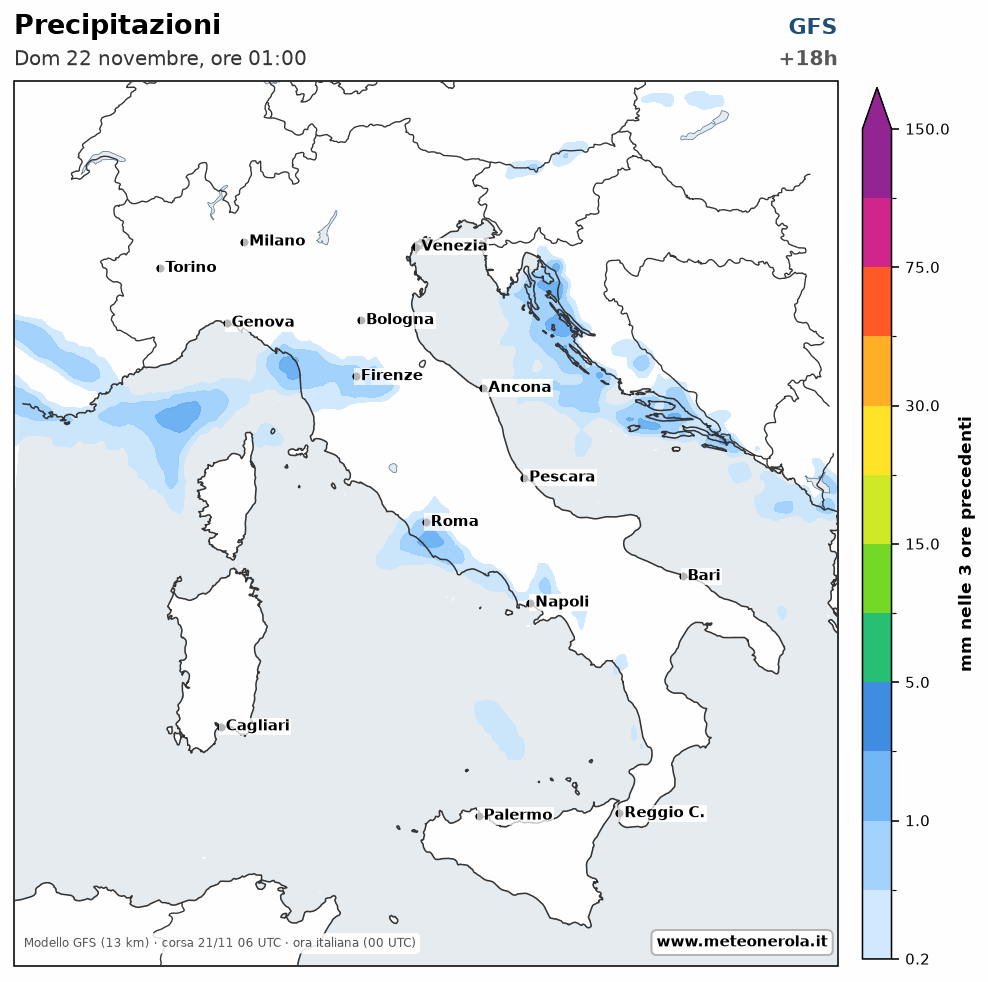 Precipitazioni
GFS
Dom 22 novembre, ore 01:00
+18h
150.0
75.0
30.0
15.0
5.0
1.0
0.2
mm nelle 3 ore precedenti
Milano
Venezia
Torino
Genova
Bologna
Firenze
Ancona
Pescara
Roma
Bari
Napoli
Cagliari
Palermo
Reggio C.
Modello GFS (13 km) · corsa 21/11 06 UTC · ora italiana (00 UTC)
www.meteonerola.it